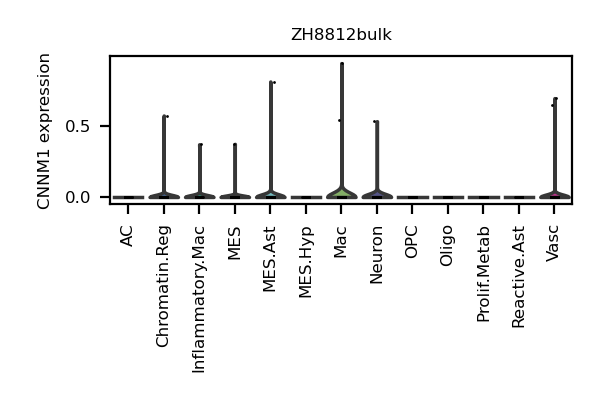 ZH8812bulk
CNNM1 expression
0.5
0.0
AC
Chromatin.Reg
Inflammatory.Mac
MES
MES.Ast
MES.Hyp
Mac
Neuron
OPC
Oligo
Prolif.Metab
Reactive.Ast
Vasc